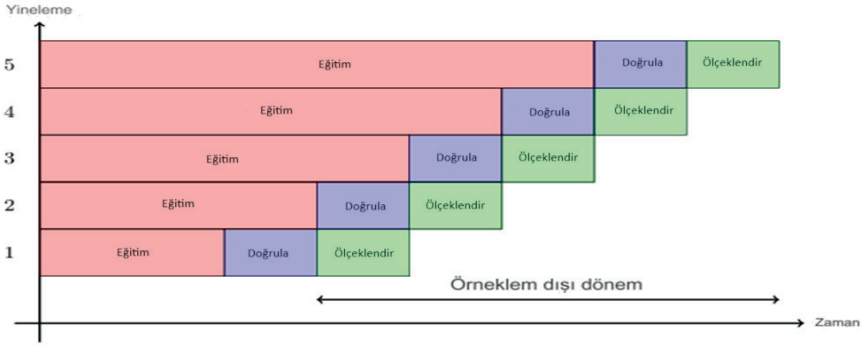 Yineleme
5 Eğitim Doğrula Ölçeklendir
4 Eğitim Doğrula Ölçeklendir
3 Eğitim Doğrula Ölçeklendir
2 Eğitim Doğrula Ölçeklendir
1 Eğitim Doğrula Ölçeklendir
Örneklem dışı dönem
Zaman